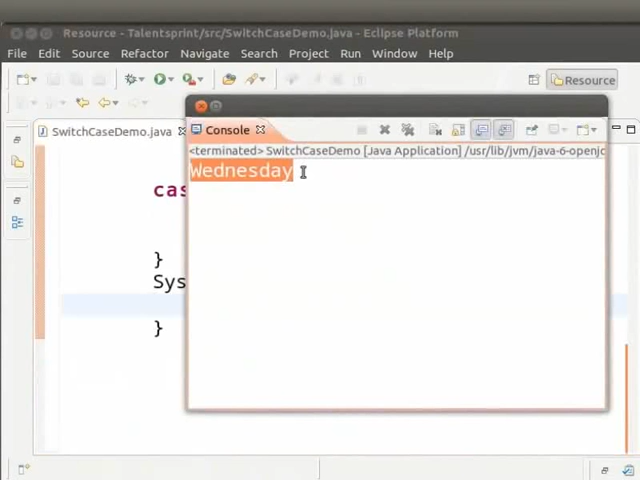 Resource - Talentsprint/src/SwitchCaseDemo.java - Eclipse Platform
File Edit Source Refactor Navigate Search Project Run Window Help
Resource
SwitchCaseDemo.java
Console
<terminated> SwitchCaseDemo [Java Application] /usr/lib/jvm/java-6-openjd
Wednesday
cas
}
Sys
}